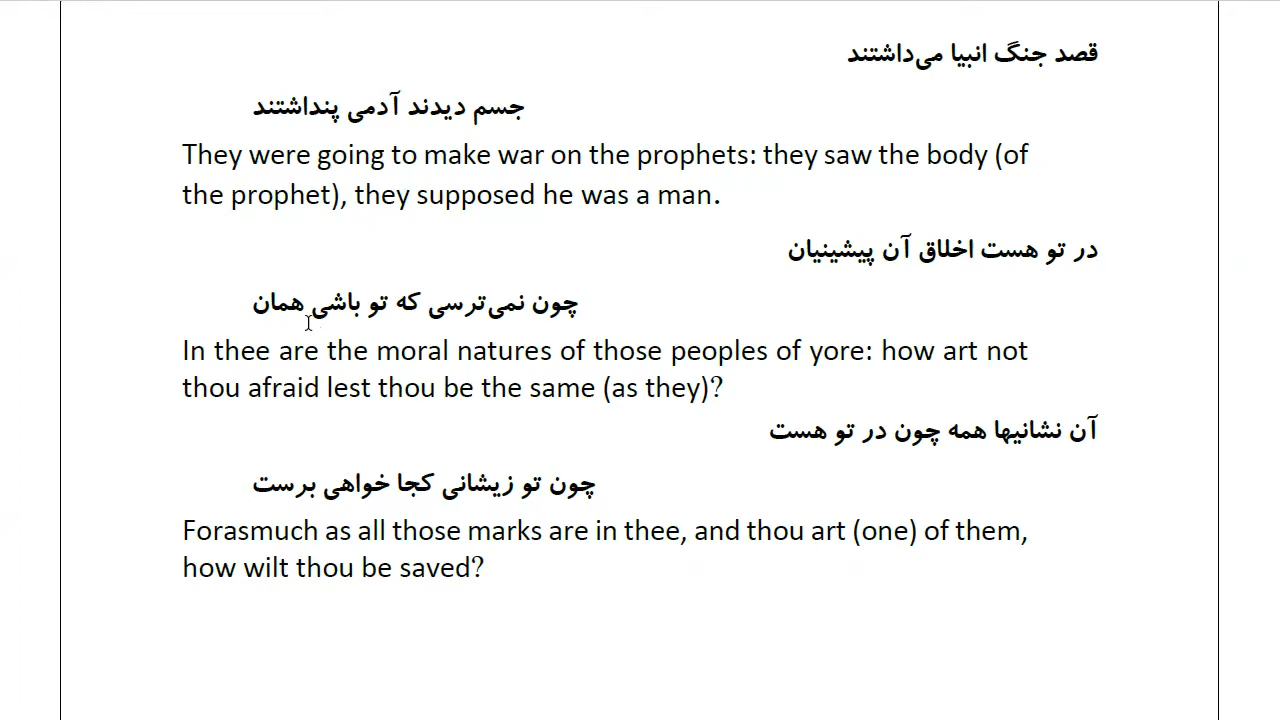 قصد جنگ انبیا می‌داشتند
جسم دیدند آدمی پنداشتند
They were going to make war on the prophets: they saw the body (of
the prophet), they supposed he was a man.
در تو هست اخلاق آن پیشینیان
چون نمی‌ترسی که تو باشی همان
In thee are the moral natures of those peoples of yore: how art not
thou afraid lest thou be the same (as they)?
آن نشانیها همه چون در تو هست
چون تو زیشانی کجا خواهی برست
Forasmuch as all those marks are in thee, and thou art (one) of them,
how wilt thou be saved?